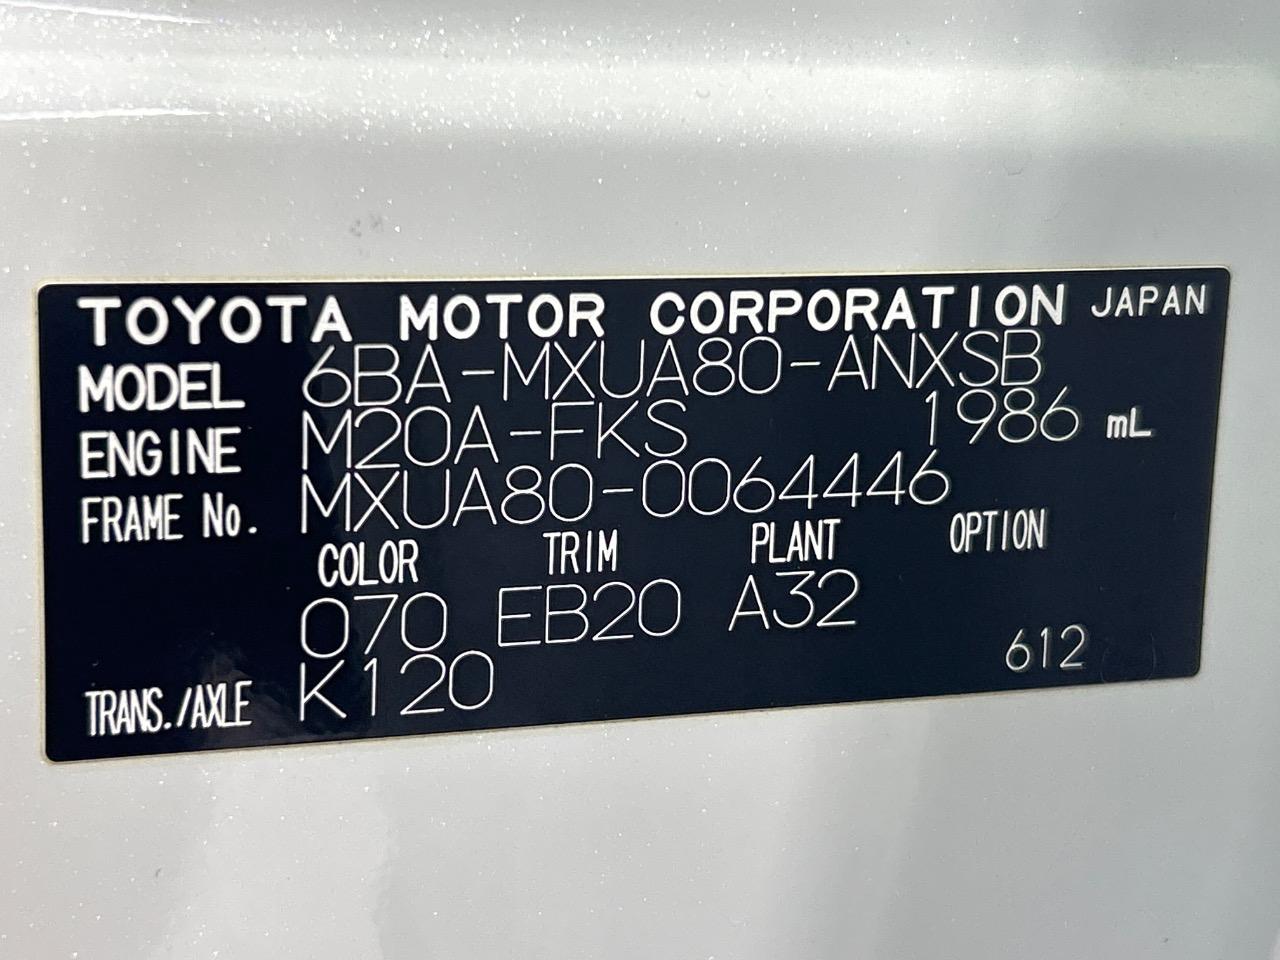 TOYOTA MOTOR CORPORATION JAPAN
MODEL 6BA-MXUA80-ANXSB
ENGINE M20A-FKS 1986 mL
FRAME No. MXUA80-0064446
COLOR TRIM PLANT OPTION
070 EB20 A32
612
TRANS./AXLE K120